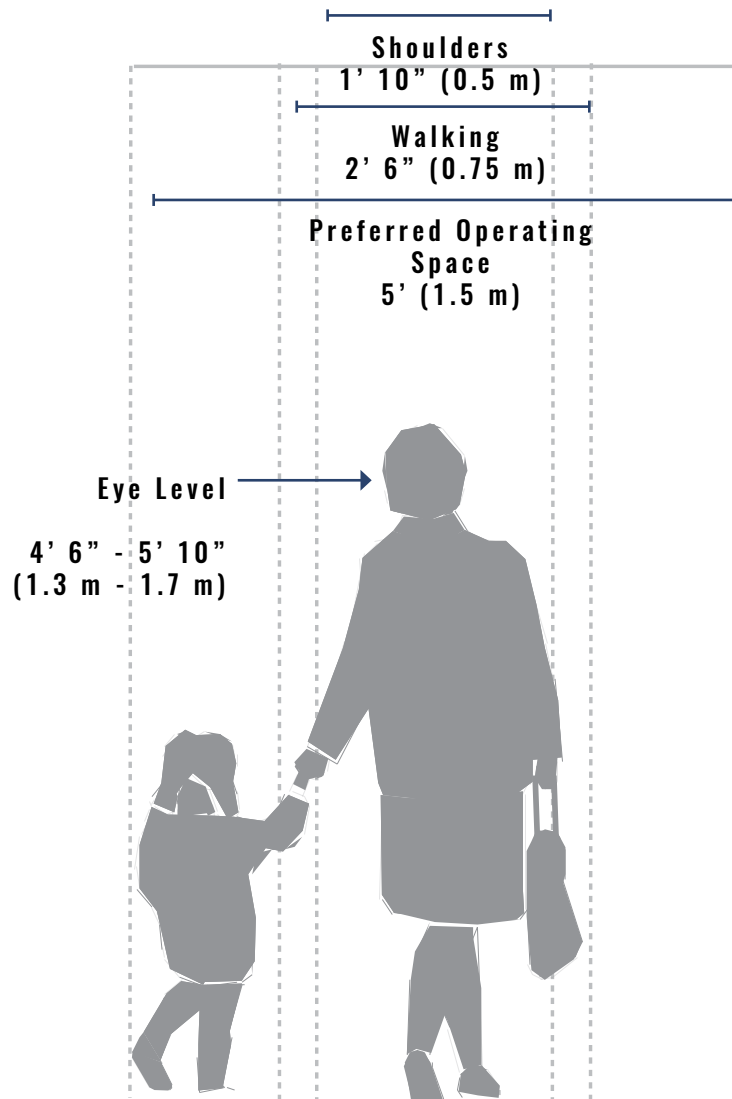 Shoulders
1’ 10” (0.5 m)
Walking
2’ 6” (0.75 m)
Preferred Operating
Space
5’ (1.5 m)
Eye Level
4’ 6” - 5’ 10”
(1.3 m - 1.7 m)